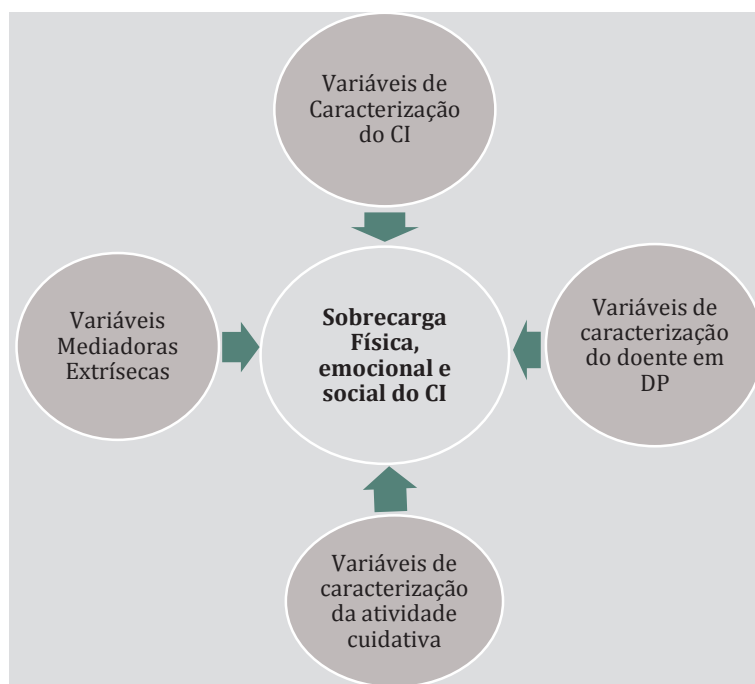 Variáveis de
Caracterização
do CI
Variáveis
Mediadoras
Extrísecas
Sobrecarga
Física,
emocional e
social do CI
Variáveis de
caracterização
do doente em
DP
Variáveis de
caracterização
da atividade
cuidativa